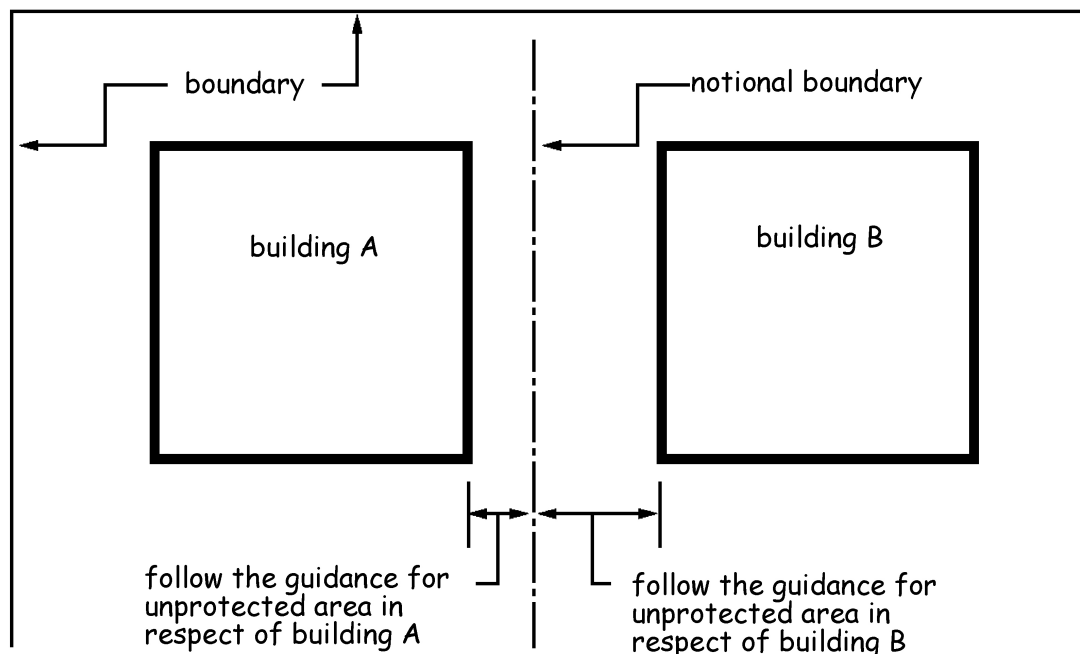 boundary
notional boundary
building A
building B
follow the guidance for
unprotected area in
respect of building A
follow the guidance for
unprotected area in
respect of building B